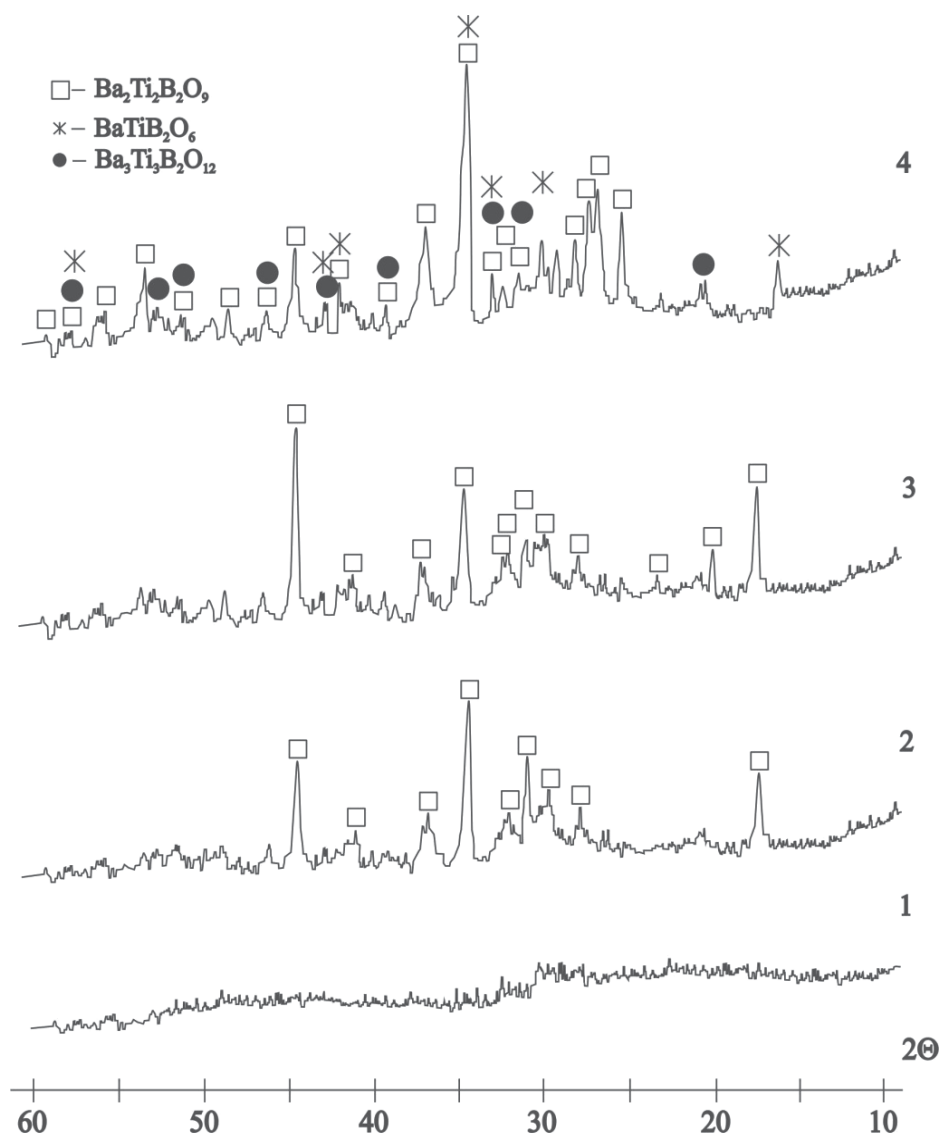 □ – Ba₂Ti₂B₂O₉
✳ – BaTiB₂O₆
● – Ba₃Ti₃B₂O₁₂
4
3
2
1
2Θ
60 50 40 30 20 10